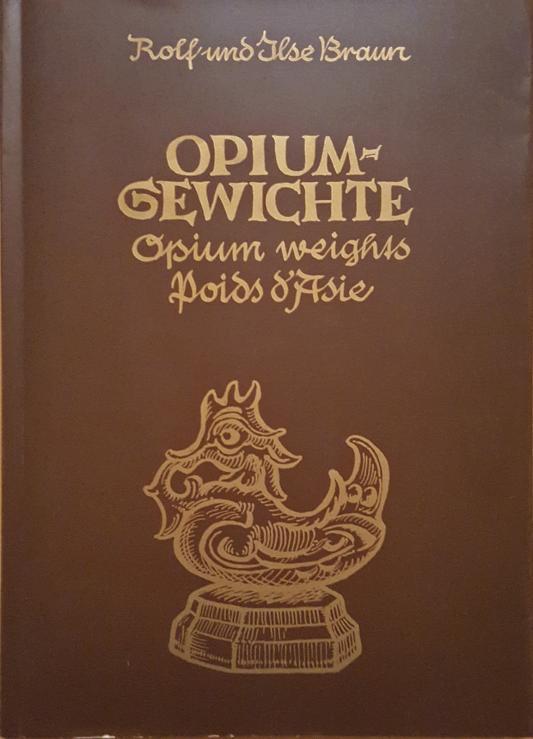 Rolf und Ilse Braun
OPIUM-
GEWICHTE
Opium weights
Poids d'Asie